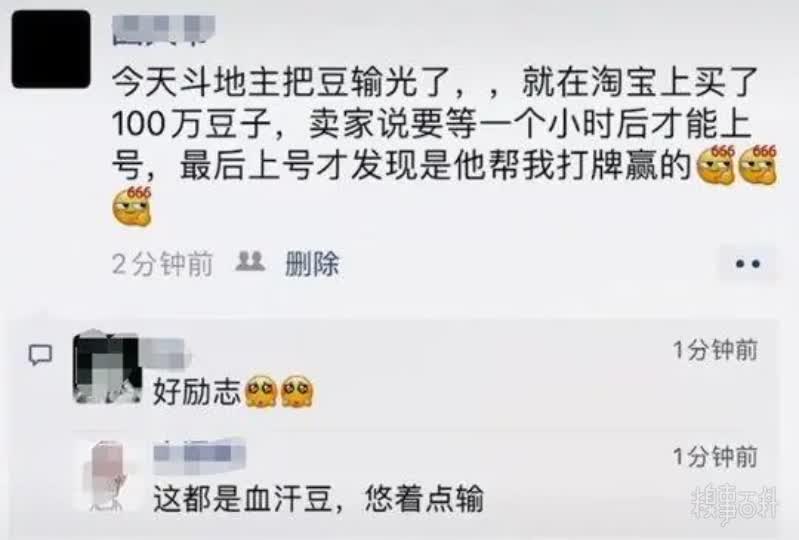 今天斗地主把豆输光了，，就在淘宝上买了
100万豆子，卖家说要等一个小时后才能上
号，最后上号才发现是他帮我打牌赢的
2分钟前 删除
1分钟前
好励志
1分钟前
这都是血汗豆，悠着点输
糗事百科